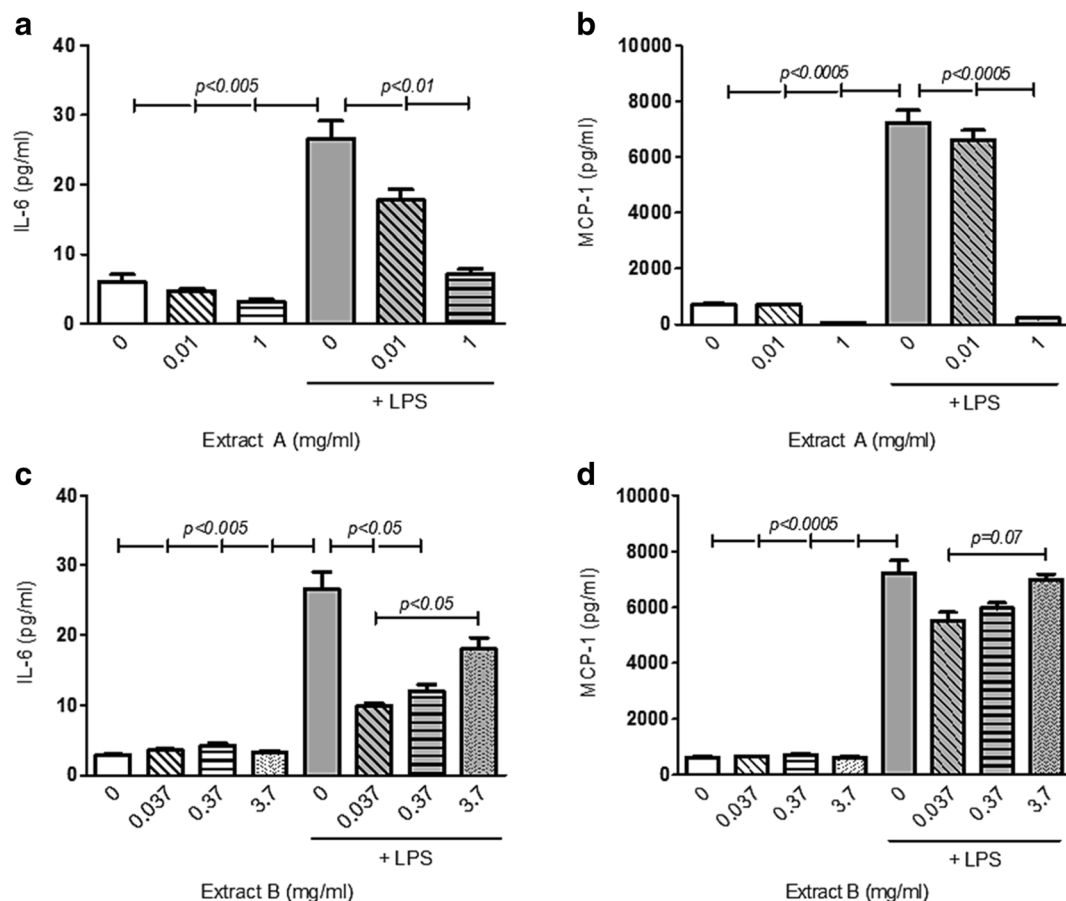 a
40
30
20
10
0
IL-6 (pg/ml)
p<0.005
p<0.01
0
0.01
1
0
0.01
1
+ LPS
Extract A (mg/ml)
b
10000
8000
6000
4000
2000
0
MCP-1 (pg/ml)
p<0.0005
p<0.0005
0
0.01
1
0
0.01
1
+ LPS
Extract A (mg/ml)
c
40
30
20
10
0
IL-6 (pg/ml)
p<0.005
p<0.05
p<0.05
0
0.037
0.37
3.7
0
0.037
0.37
3.7
+ LPS
Extract B (mg/ml)
d
10000
8000
6000
4000
2000
0
MCP-1 (pg/ml)
p<0.0005
p=0.07
0
0.037
0.37
3.7
0
0.037
0.37
3.7
+ LPS
Extract B (mg/ml)